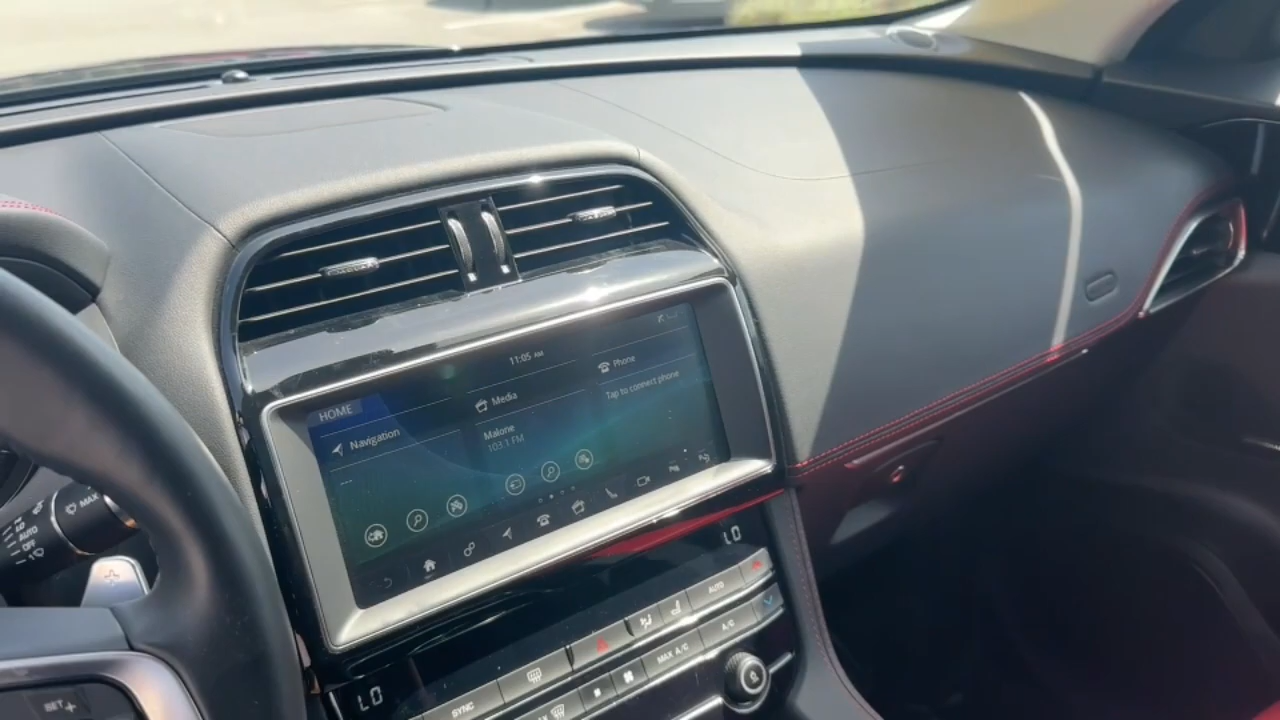 11:05 AM
Phone
Tap to connect phone
Media
Malone
103.1 FM
HOME
Navigation
---
MAX
AUTO
OFF
LO
AUTO
A/C
MAX A/C
LO
SYNC
MAX
SET +